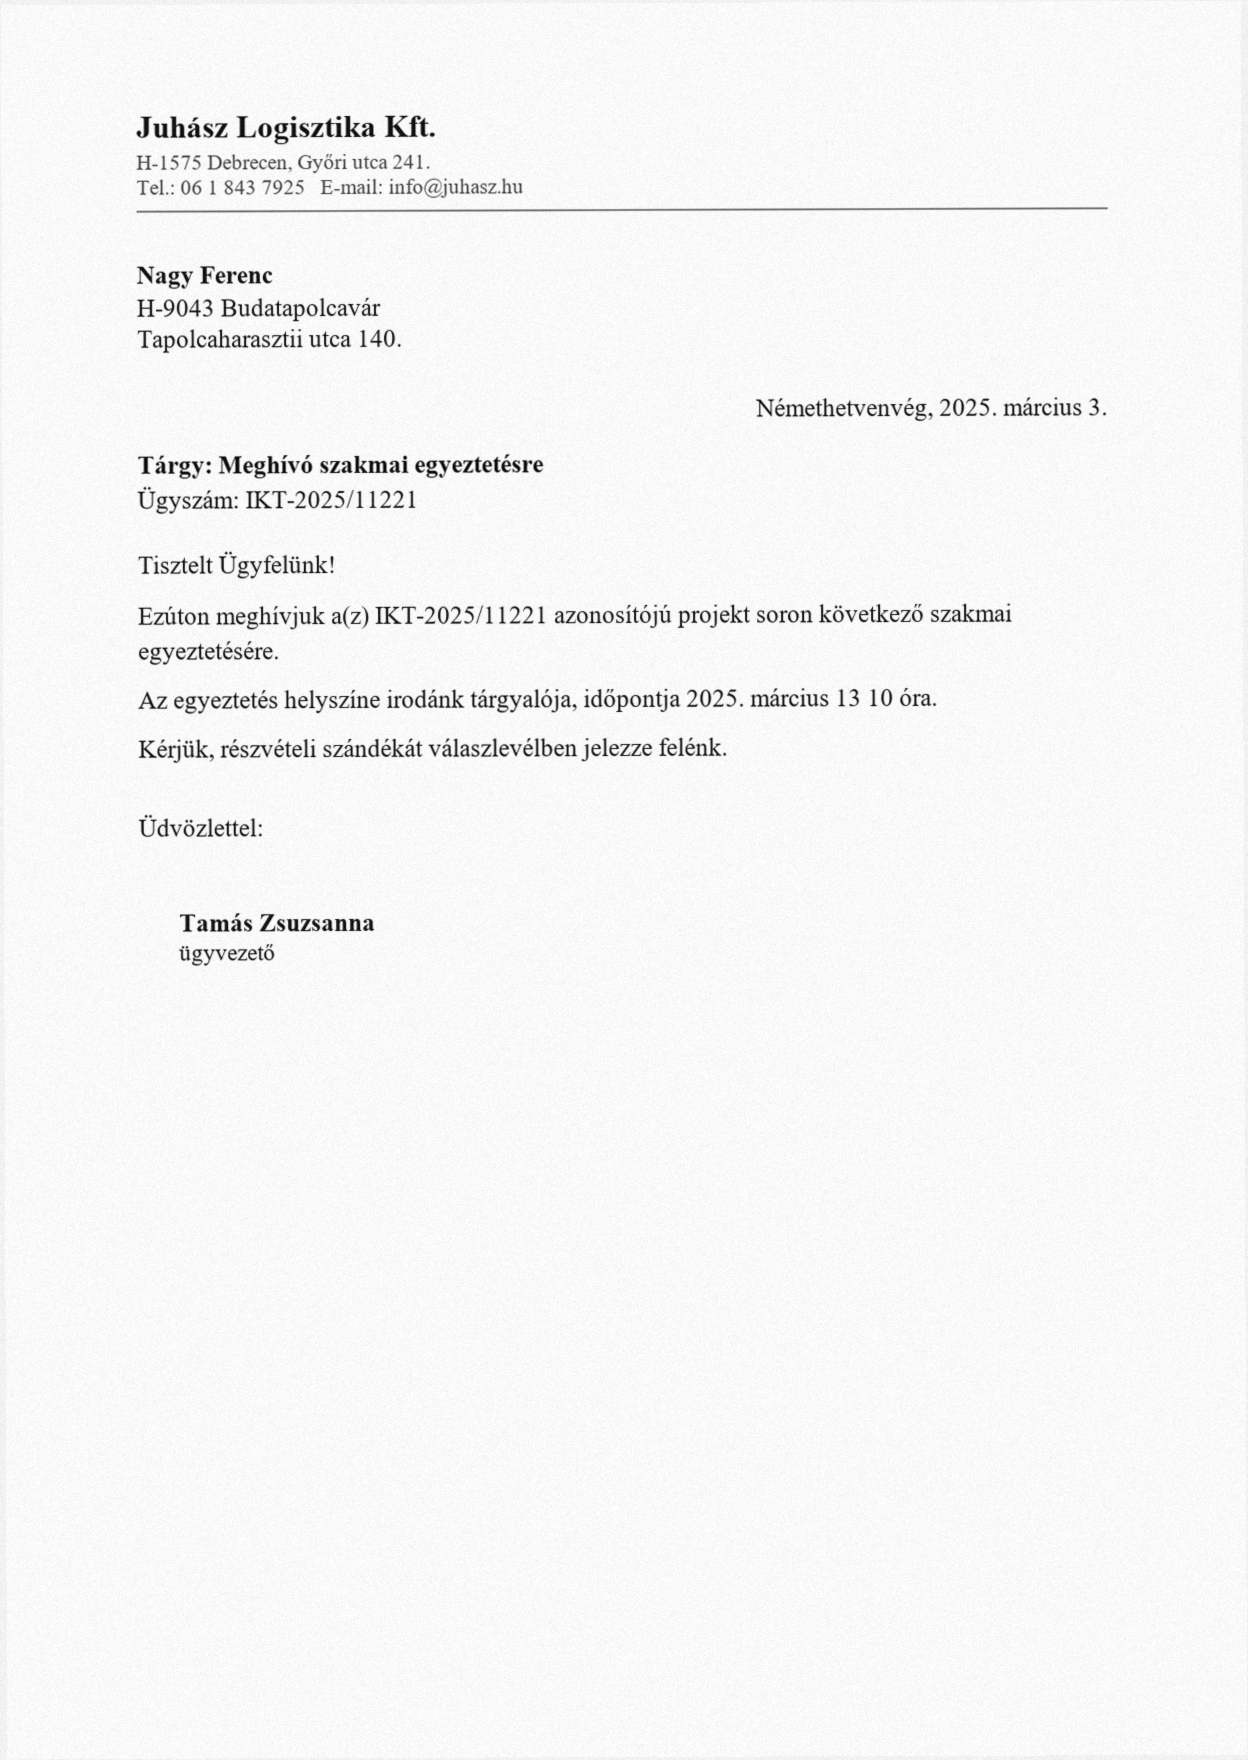 Juhász Logisztika Kft.
H-1575 Debrecen, Győri utca 241.
Tel.: 06 1 843 7925 E-mail: info@juhasz.hu
Nagy Ferenc
H-9043 Budatapolcavár
Tapolcaharasztii utca 140.
Némethetvenvég, 2025. március 3.
Tárgy: Meghívó szakmai egyeztetésre
Ügyszám: IKT-2025/11221
Tisztelt Ügyfelünk!
Ezúton meghívjuk a(z) IKT-2025/11221 azonosítójú projekt soron következő szakmai
egyeztetésére.
Az egyeztetés helyszíne irodánk tárgyalója, időpontja 2025. március 13 10 óra.
Kérjük, részvételi szándékát válaszlevélben jelezze felénk.
Üdvözlettel:
Tamás Zsuzsanna
ügyvezető